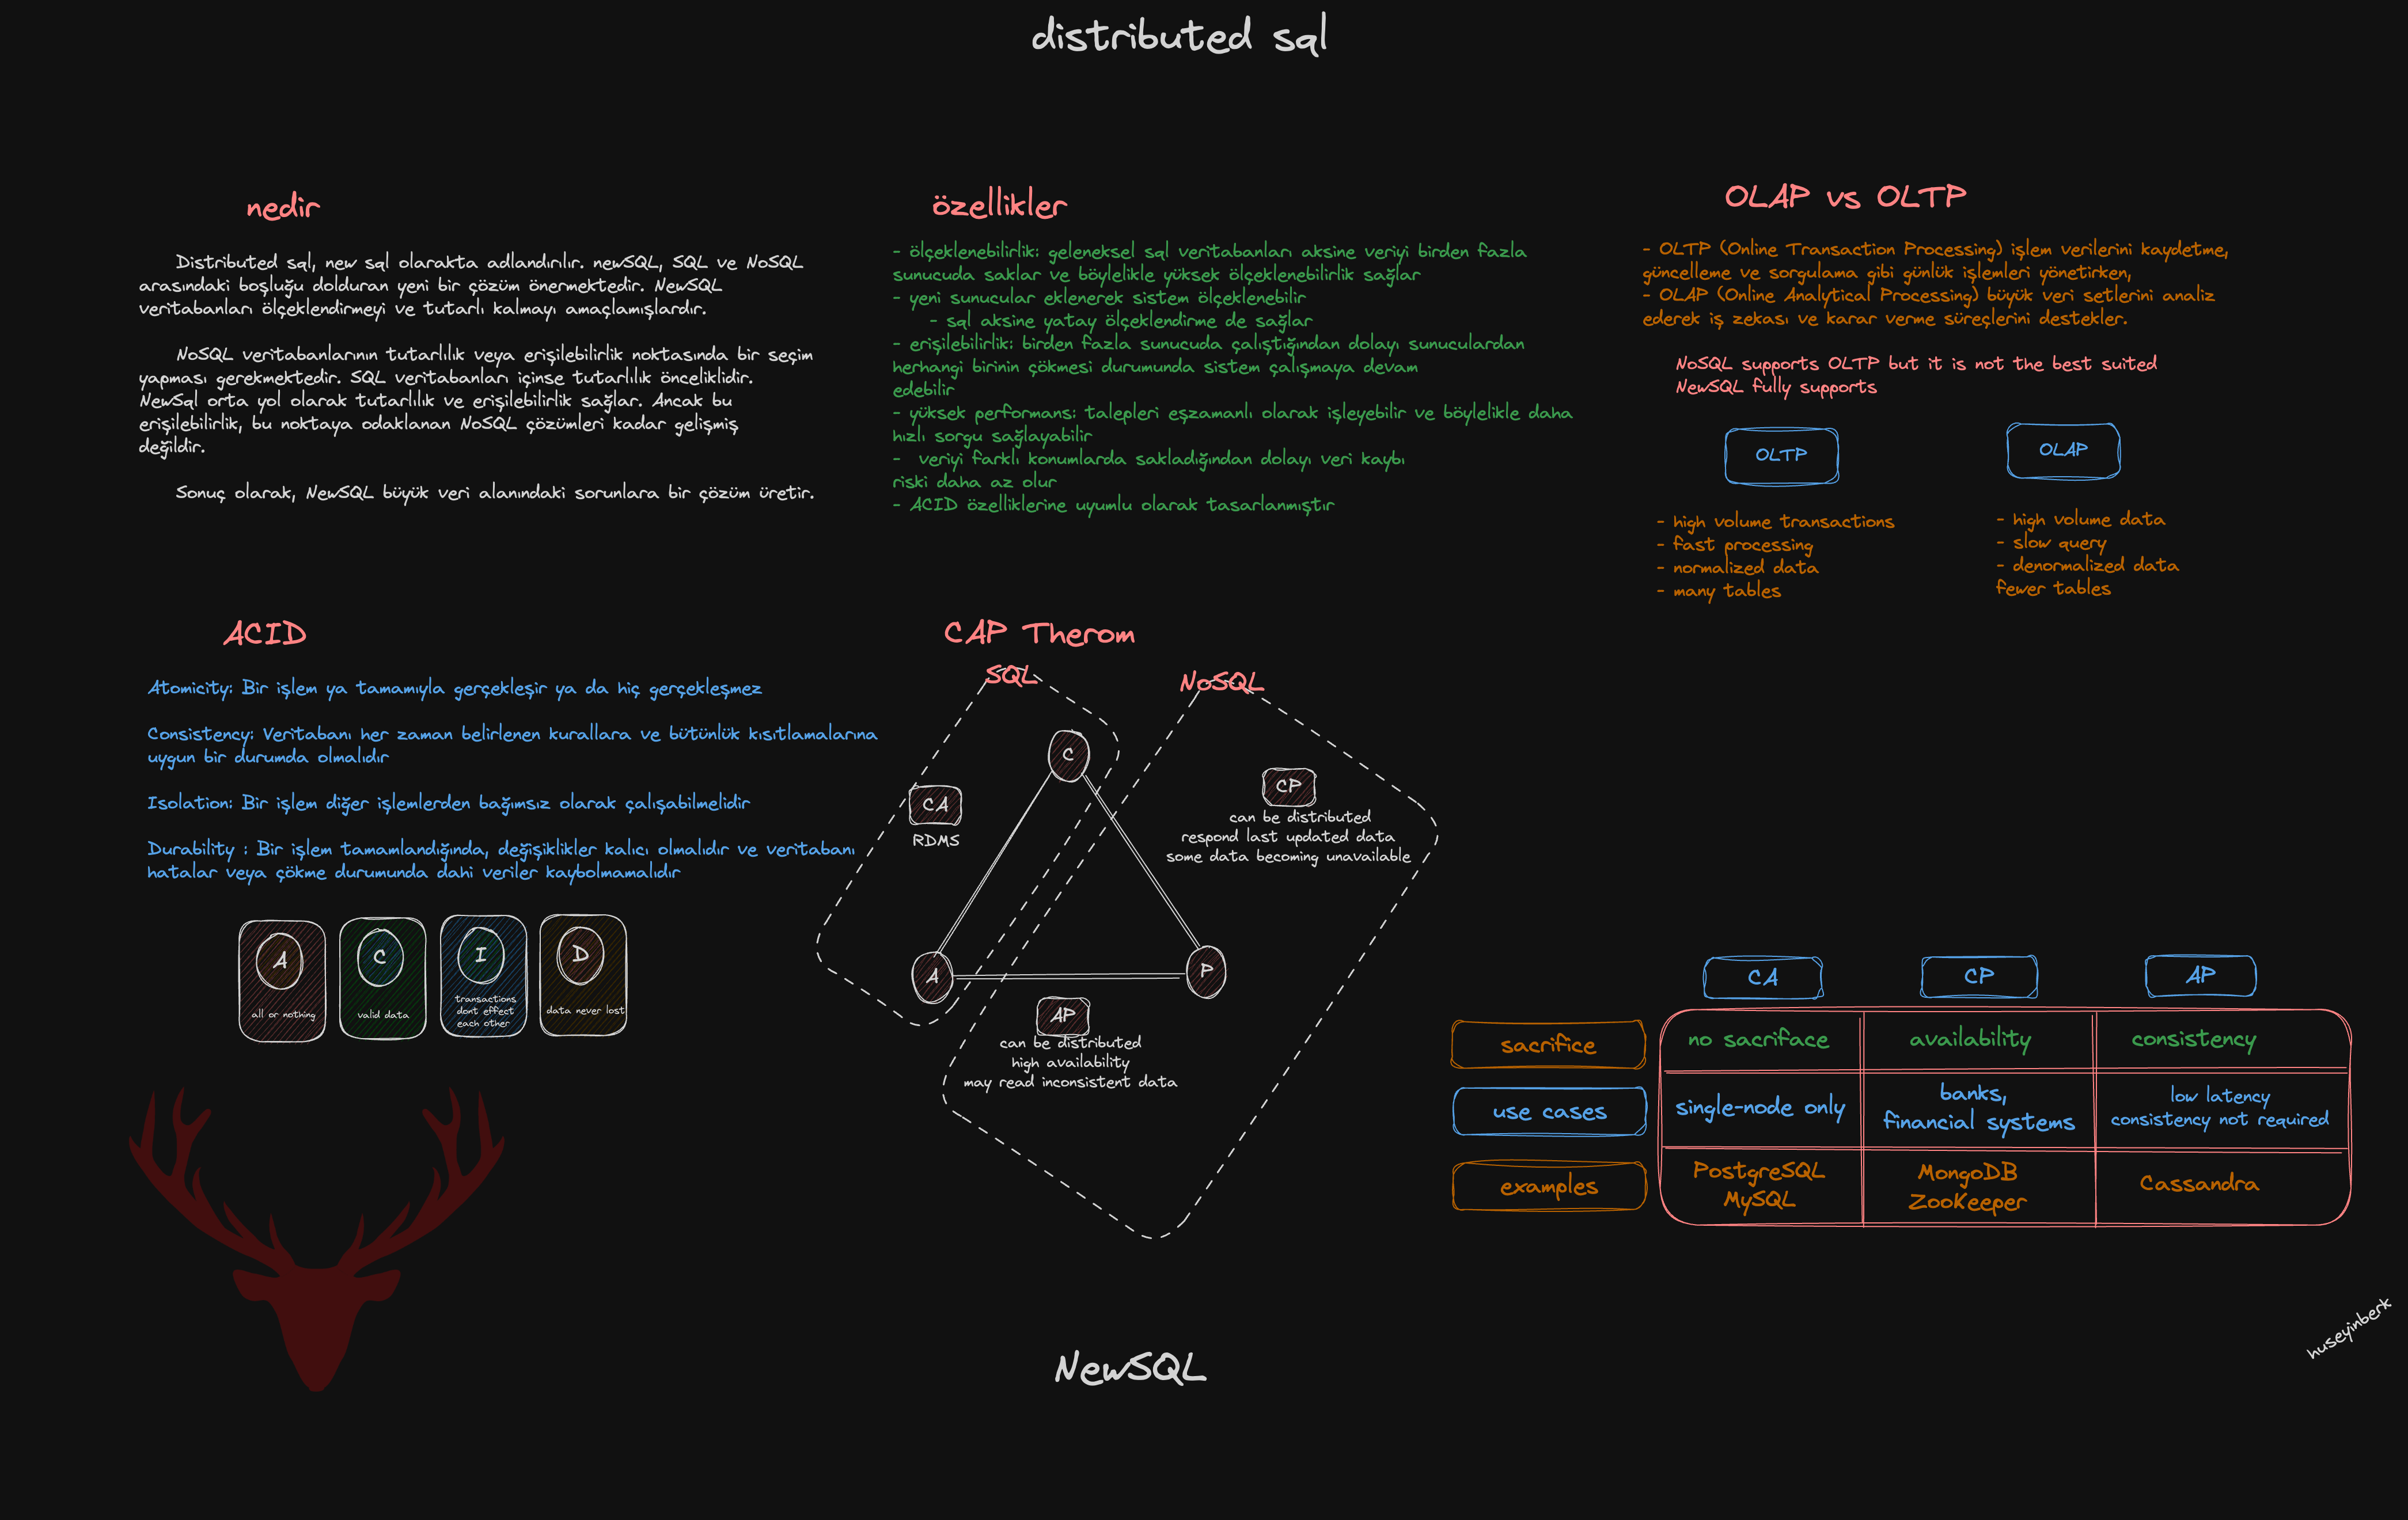 distributed sql
nedir
Distributed sql, new sql olarakta adlandırılır. newSQL, SQL ve NoSQL
arasındaki boşluğu dolduran yeni bir çözüm önermektedir. NewSQL
veritabanları ölçeklendirmeyi ve tutarlı kalmayı amaçlamışlardır.
NoSQL veritabanlarının tutarlılık veya erişilebilirlik noktasında bir seçim
yapması gerekmektedir. SQL veritabanları içinse tutarlılık önceliklidir.
NewSql orta yol olarak tutarlılık ve erişilebilirlik sağlar. Ancak bu
erişilebilirlik, bu noktaya odaklanan NoSQL çözümleri kadar gelişmiş
değildir.
Sonuç olarak, NewSQL büyük veri alanındaki sorunlara bir çözüm üretir.
özellikler
- ölçeklenebilirlik: geleneksel sql veritabanları aksine veriyi birden fazla
sunucuda saklar ve böylelikle yüksek ölçeklenebilirlik sağlar
- yeni sunucular eklenerek sistem ölçeklenebilir
- sql aksine yatay ölçeklendirme de sağlar
- erişilebilirlik: birden fazla sunucuda çalıştığından dolayı sunuculardan
herhangi birinin çökmesi durumunda sistem çalışmaya devam
edebilir
- yüksek performans: talepleri eşzamanlı olarak işleyebilir ve böylelikle daha
hızlı sorgu sağlayabilir
- veriyi farklı konumlarda sakladığından dolayı veri kaybı
riski daha az olur
- ACID özelliklerine uyumlu olarak tasarlanmıştır
OLAP vs OLTP
- OLTP (Online Transaction Processing) işlem verilerini kaydetme,
güncelleme ve sorgulama gibi günlük işlemleri yönetirken,
- OLAP (Online Analytical Processing) büyük veri setlerini analiz
ederek iş zekası ve karar verme süreçlerini destekler.
NoSQL supports OLTP but it is not the best suited
NewSQL fully supports
OLTP
- high volume transactions
- fast processing
- normalized data
- many tables
OLAP
- high volume data
- slow query
- denormalized data
fewer tables
ACID
Atomicity: Bir işlem ya tamamıyla gerçekleşir ya da hiç gerçekleşmez
Consistency: Veritabanı her zaman belirlenen kurallara ve bütünlük kısıtlamalarına
uygun bir durumda olmalıdır
Isolation: Bir işlem diğer işlemlerden bağımsız olarak çalışabilmelidir
Durability : Bir işlem tamamlandığında, değişiklikler kalıcı olmalıdır ve veritabanı
hatalar veya çökme durumunda dahi veriler kaybolmamalıdır
A
all or nothing
C
valid data
I
transactions
dont effect
each other
D
data never lost
CAP Therom
SQL
NoSQL
C
CA
RDMS
CP
can be distributed
respond last updated data
some data becoming unavailable
A
P
AP
can be distributed
high availability
may read inconsistent data
CA
CP
AP
sacrifice
no sacriface
availability
consistency
use cases
single-node only
banks,
financial systems
low latency
consistency not required
examples
PostgreSQL
MySQL
MongoDB
ZooKeeper
Cassandra
huseyinberk
NewSQL